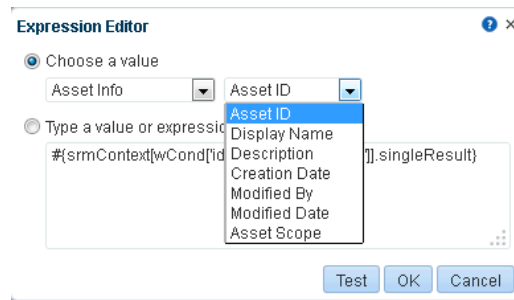 Expression Editor
Choose a value
Asset Info Asset ID
Asset ID
Type a value or
Display Name
#{srmContext[wCond['id ']].singleResult}
Description
Creation Date
Modified By
Modified Date
Asset Scope
Test OK Cancel